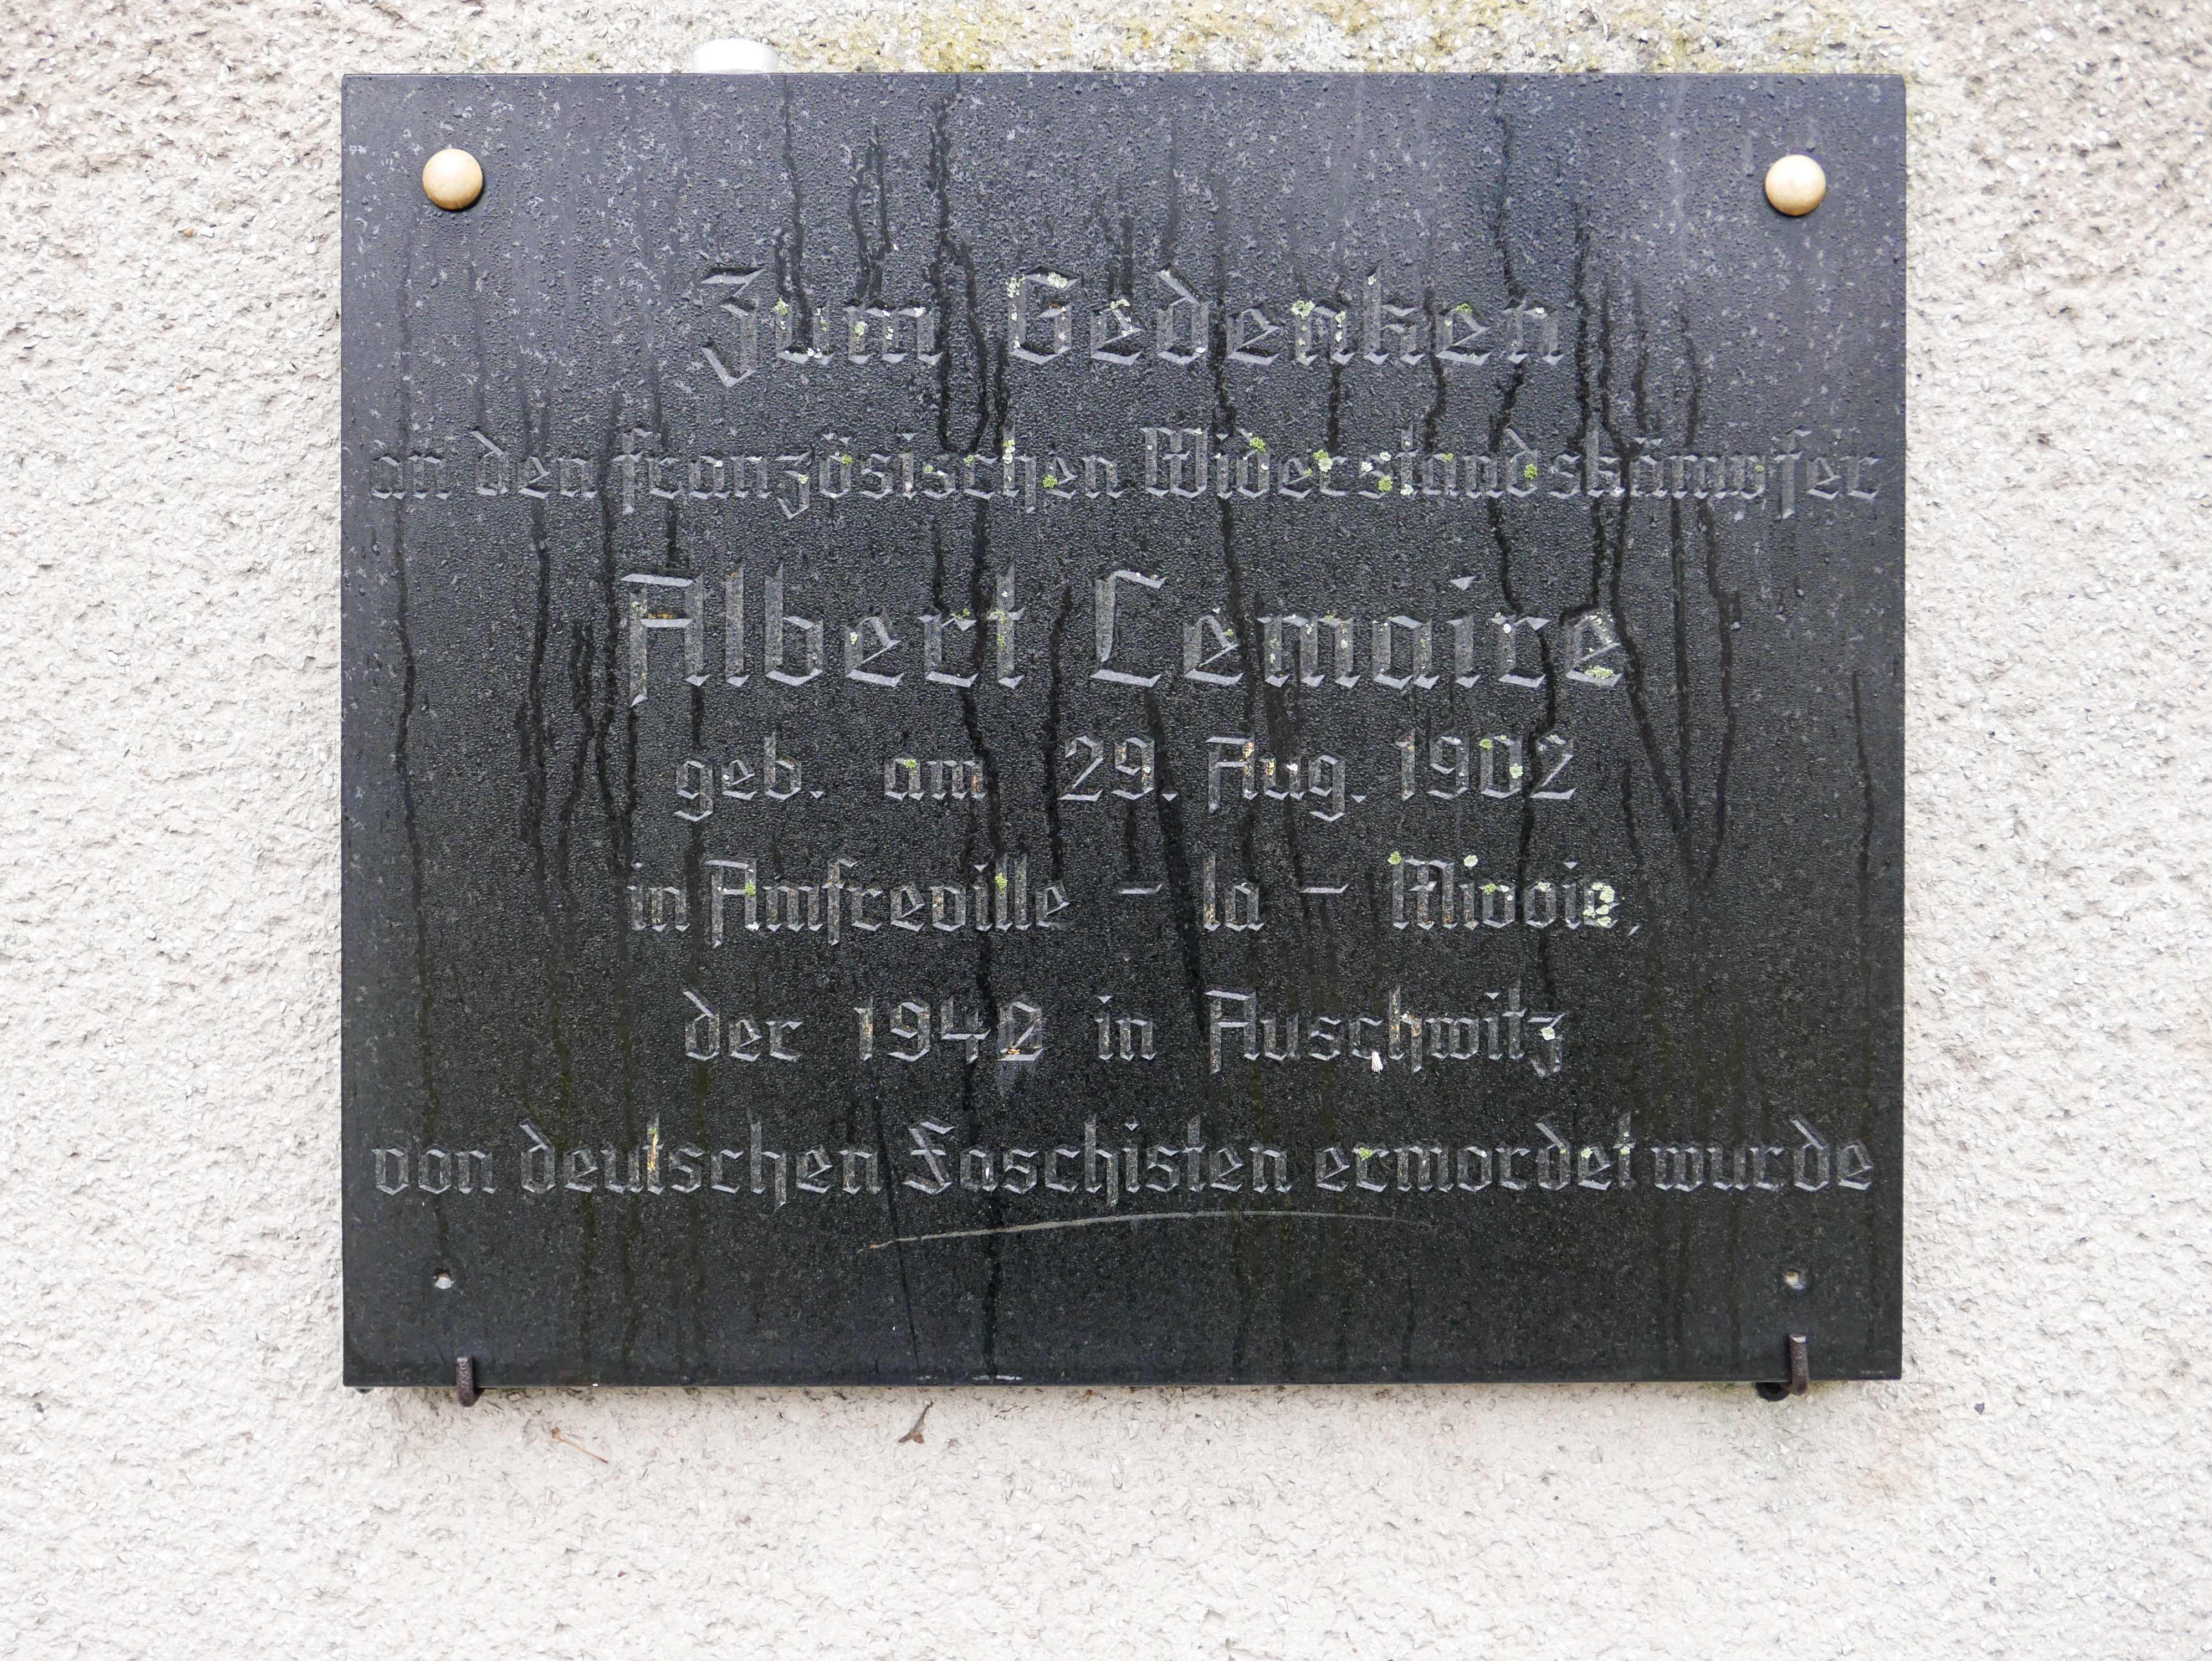 Zum Gedenken
an den französischen Widerstandskämpfer
Albert Lemaire
geb. am 29. Aug. 1902
in Amfreville - la - Mivoie,
der 1942 in Auschwitz
von deutschen Faschisten ermordet wurde